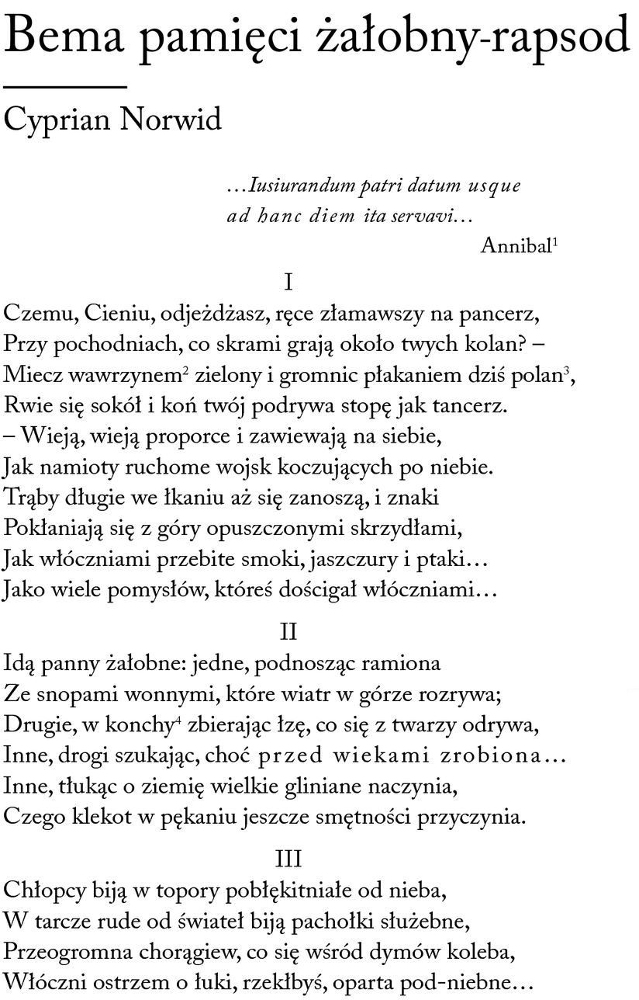 Bema pamięci żałobny-rapsod
Cyprian Norwid
…Iusiurandum patri datum usque
ad hanc diem ita servavi…
Annibal¹
I
Czemu, Cieniu, odjeżdżasz, ręce złamawszy na pancerz,
Przy pochodniach, co skrami grają około twych kolan? –
Miecz wawrzynem² zielony i gromnic płakaniem dziś polan³,
Rwie się sokół i koń twój podrywa stopę jak tancerz.
– Wieją, wieją proporce i zawiewają na siebie,
Jak namioty ruchome wojsk koczujących po niebie.
Trąby długie we łkaniu aż się zanoszą, i znaki
Pokłaniają się z góry opuszczonymi skrzydłami,
Jak włóczniami przebite smoki, jaszczury i ptaki…
Jako wiele pomysłów, któreś dościgał włóczniami…
II
Idą panny żałobne: jedne, podnosząc ramiona
Ze snopami wonnymi, które wiatr w górze rozrywa;
Drugie, w konchy⁴ zbierając łzę, co się z twarzy odrywa,
Inne, drogi szukając, choć przed wiekami zrobiona…
Inne, tłukąc o ziemię wielkie gliniane naczynia,
Czego klekot w pękaniu jeszcze smętności przyczynia.
III
Chłopcy biją w topory pobłękitniałe od nieba,
W tarcze rude od świateł biją pachołki służebne,
Przeogromna chorągiew, co się wśród dymów koleba,
Włóczni ostrzem o łuki, rzekłbyś, oparta pod-niebne…